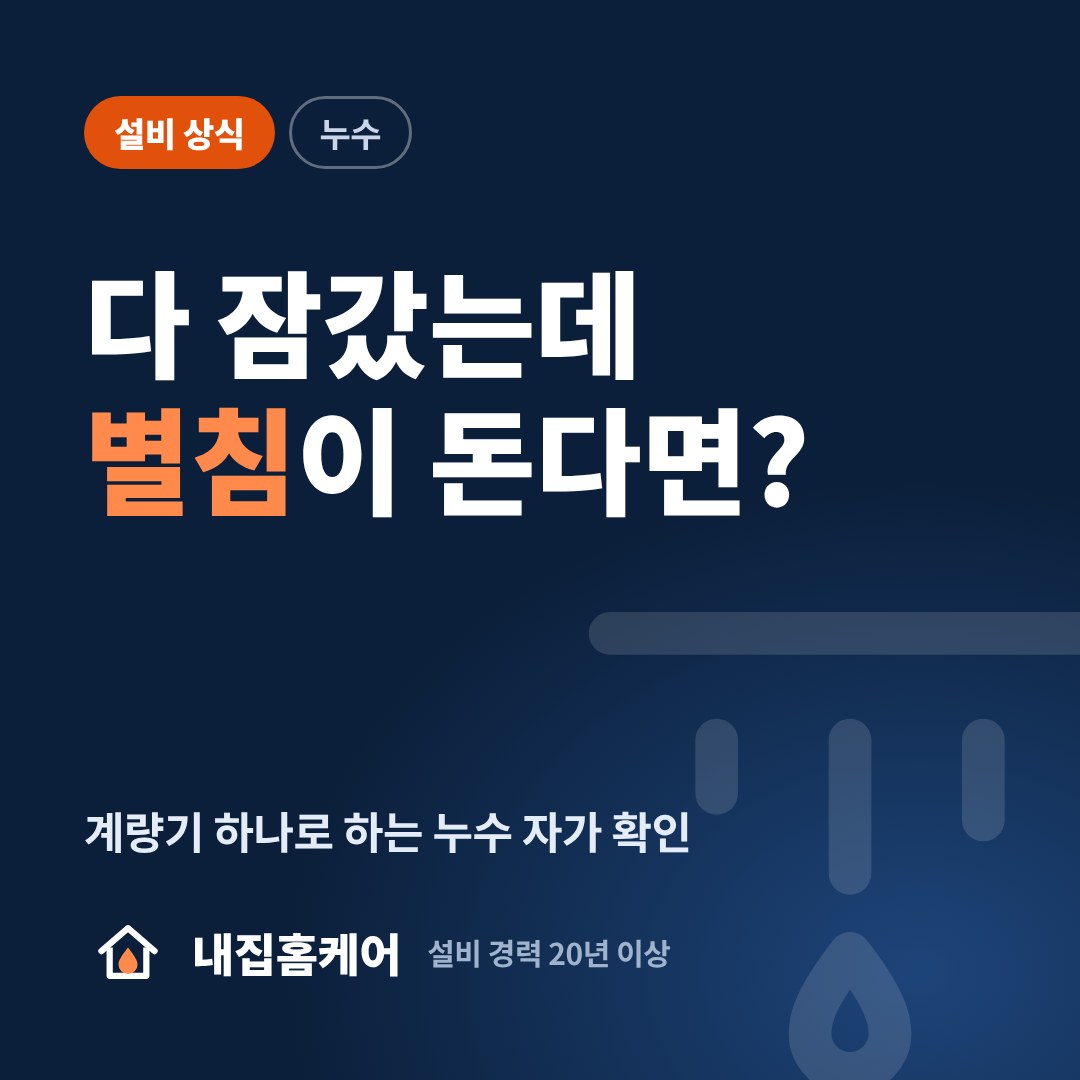 설비 상식 누수
다 잠갔는데
별침이 돈다면?
계량기 하나로 하는 누수 자가 확인
내집홈케어 설비 경력 20년 이상